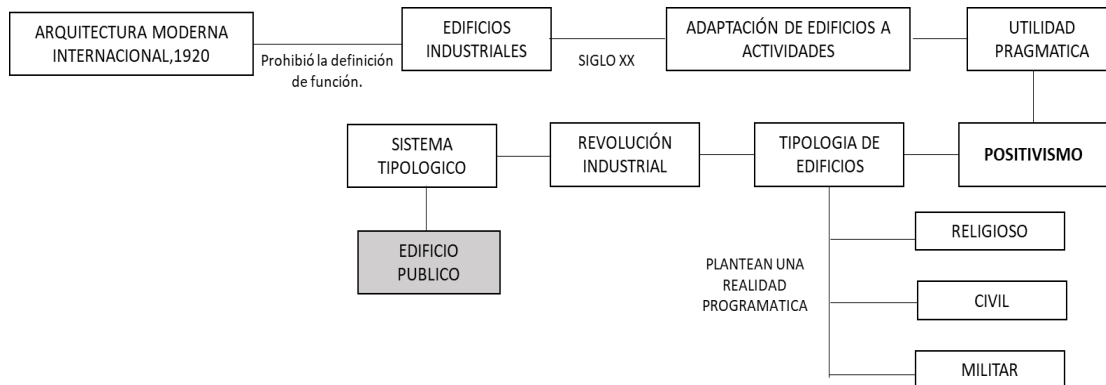 ARQUITECTURA MODERNA
INTERNACIONAL,1920
Prohibió la definición
de función.
EDIFICIOS
INDUSTRIALES
SIGLO XX
ADAPTACIÓN DE EDIFICIOS A
ACTIVIDADES
UTILIDAD
PRAGMATICA
SISTEMA
TIPOLOGICO
REVOLUCIÓN
INDUSTRIAL
TIPOLOGIA DE
EDIFICIOS
POSITIVISMO
EDIFICIO
PUBLICO
PLANTEAN UNA
REALIDAD
PROGRAMATICA
RELIGIOSO
CIVIL
MILITAR